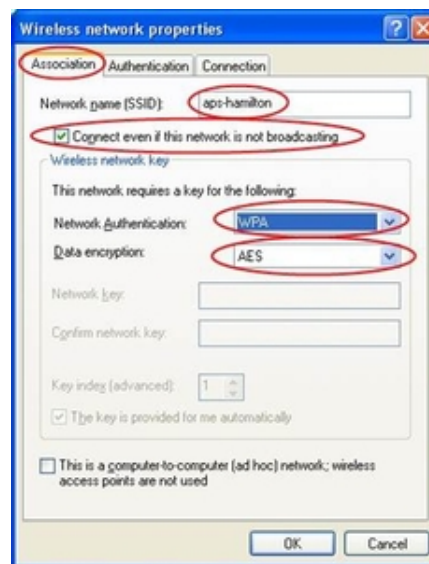 Wireless network properties
Association Authentication Connection
Network name (SSID): aps-hamilton
Connect even if this network is not broadcasting
Wireless network key
This network requires a key for the following:
Network Authentication: WPA
Data encryption: AES
Network key:
Confirm network key:
Key index (advanced): 1
The key is provided for me automatically
This is a computer-to-computer (ad hoc) network; wireless
access points are not used
OK Cancel